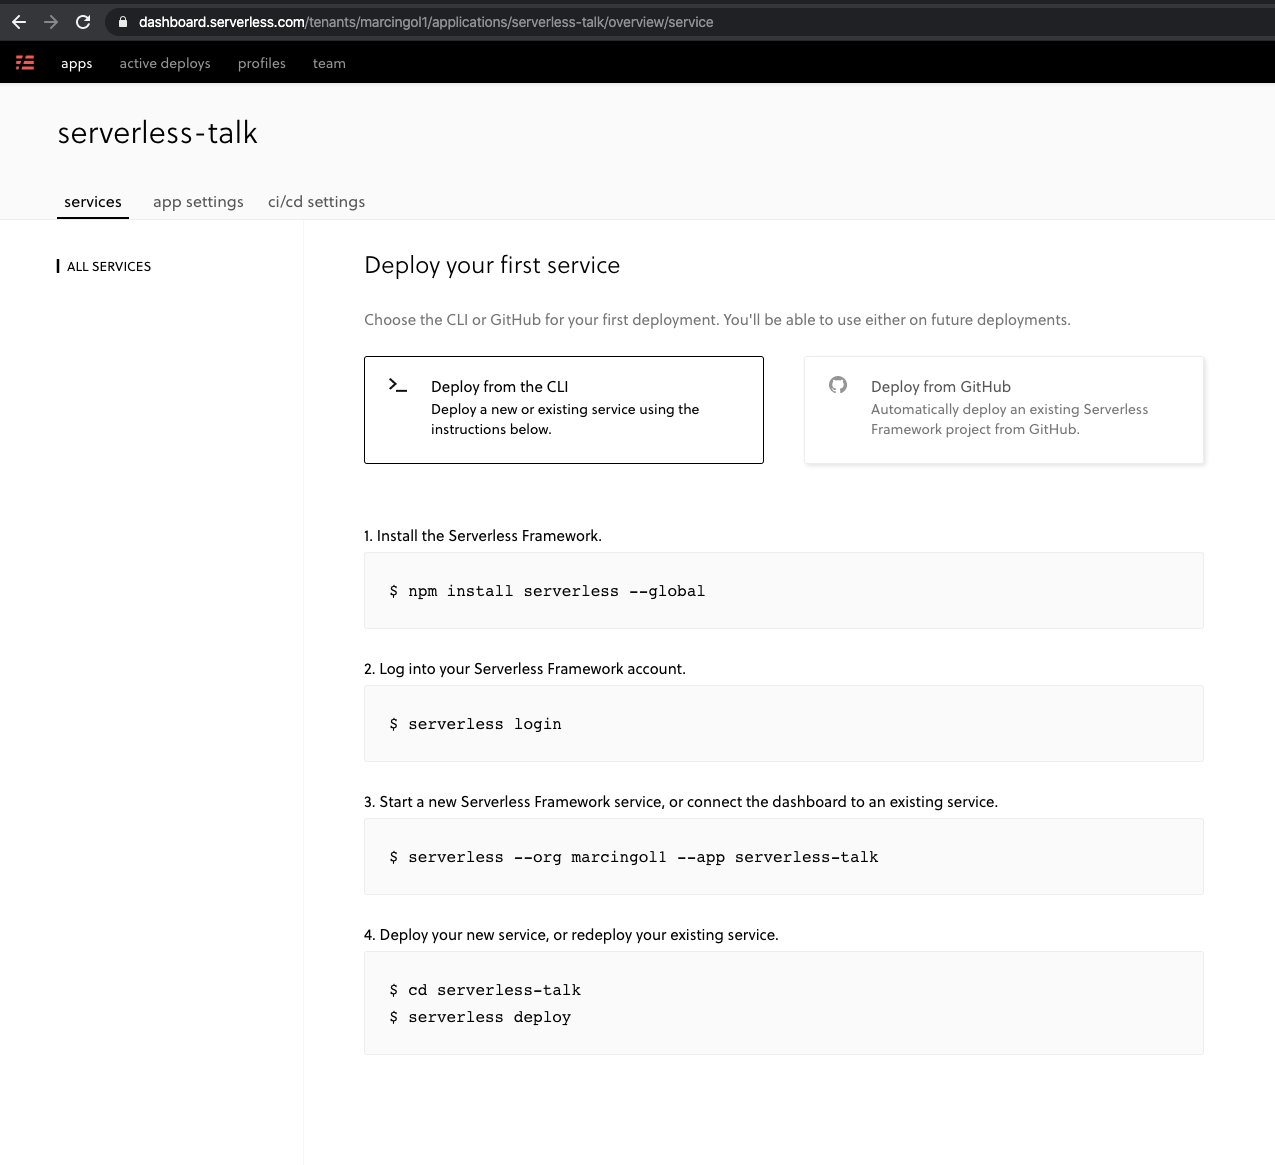 dashboard.serverless.com/tenants/marcingol1/applications/serverless-talk/overview/service
apps active deploys profiles team
serverless-talk
services app settings ci/cd settings
ALL SERVICES
Deploy your first service
Choose the CLI or GitHub for your first deployment. You'll be able to use either on future deployments.
Deploy from the CLI
Deploy a new or existing service using the
instructions below.
Deploy from GitHub
Automatically deploy an existing Serverless
Framework project from GitHub.
1. Install the Serverless Framework.
$ npm install serverless --global
2. Log into your Serverless Framework account.
$ serverless login
3. Start a new Serverless Framework service, or connect the dashboard to an existing service.
$ serverless --org marcingol1 --app serverless-talk
4. Deploy your new service, or redeploy your existing service.
$ cd serverless-talk
$ serverless deploy